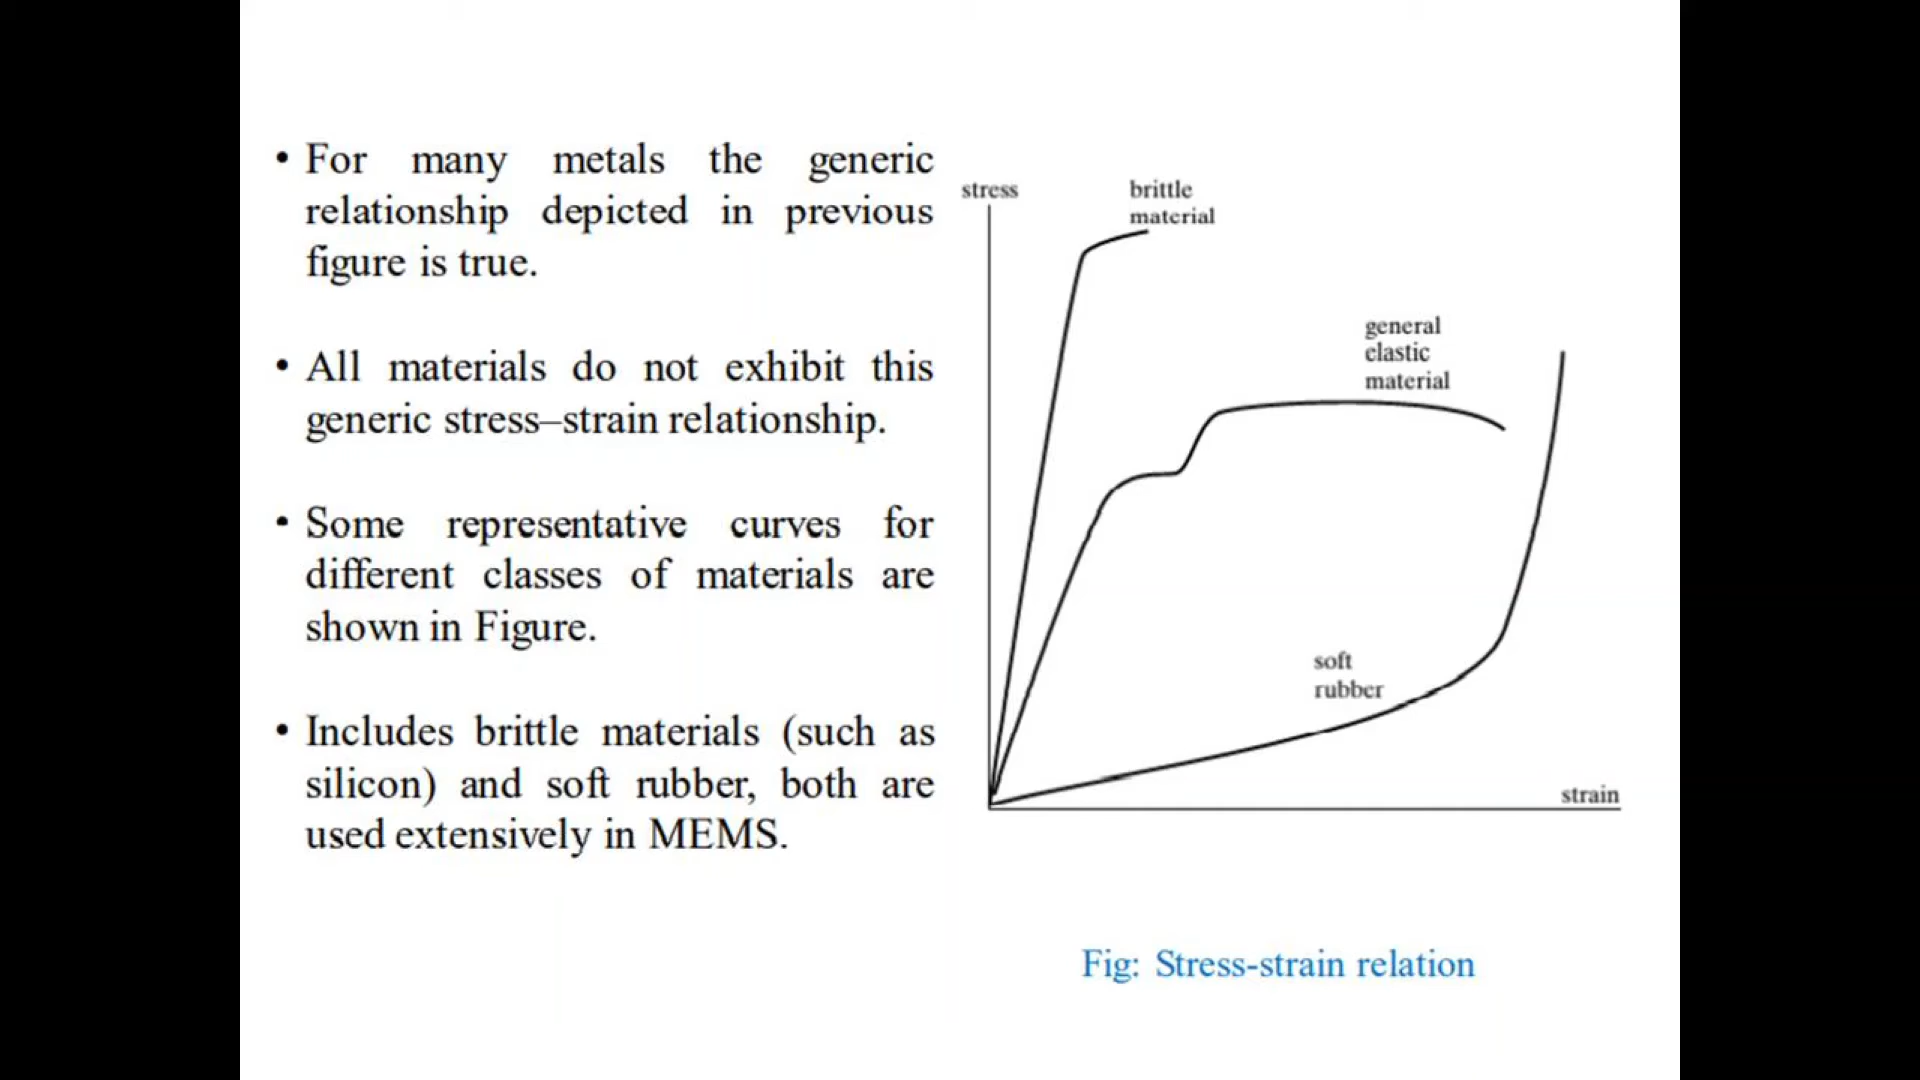 • For many metals the generic
relationship depicted in previous
figure is true.
• All materials do not exhibit this
generic stress–strain relationship.
• Some representative curves for
different classes of materials are
shown in Figure.
• Includes brittle materials (such as
silicon) and soft rubber, both are
used extensively in MEMS.
stress
brittle
material
general
elastic
material
soft
rubber
strain
Fig: Stress-strain relation